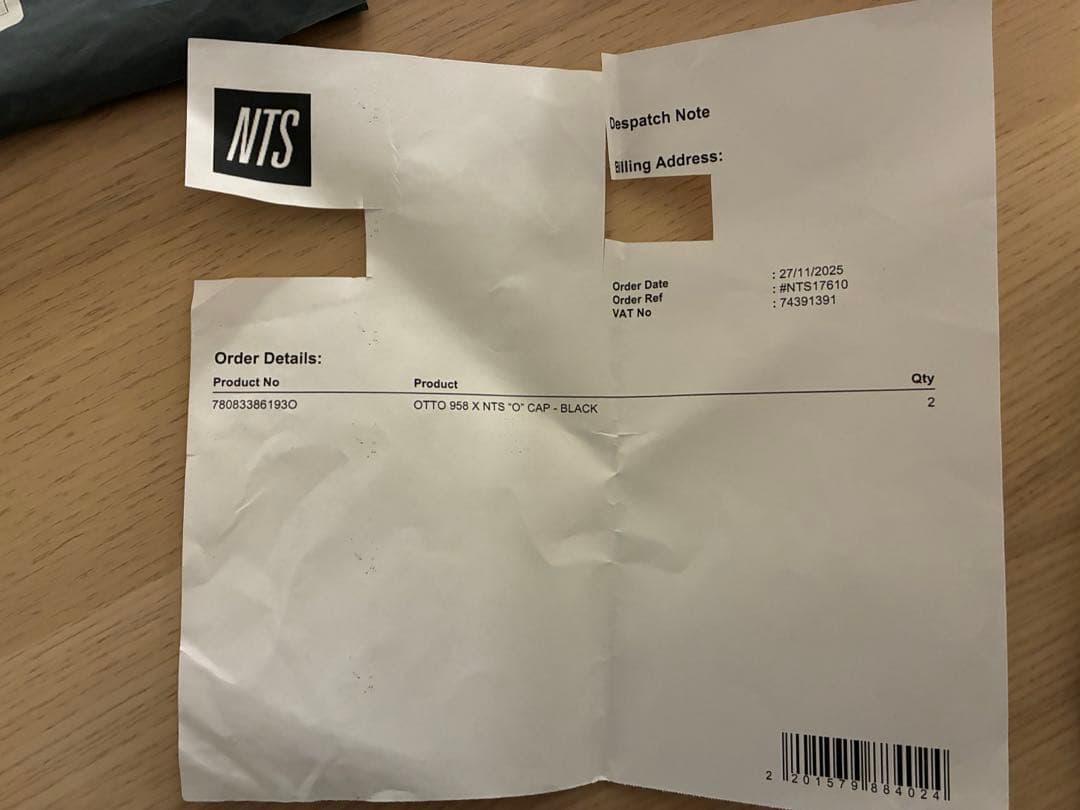 NTS
Despatch Note
Billing Address:
Order Date : 27/11/2025
Order Ref : #NTS17610
VAT No : 74391391
Order Details:
Product No Product Qty
78083386193O OTTO 958 X NTS "O" CAP - BLACK 2
2 201579 884024